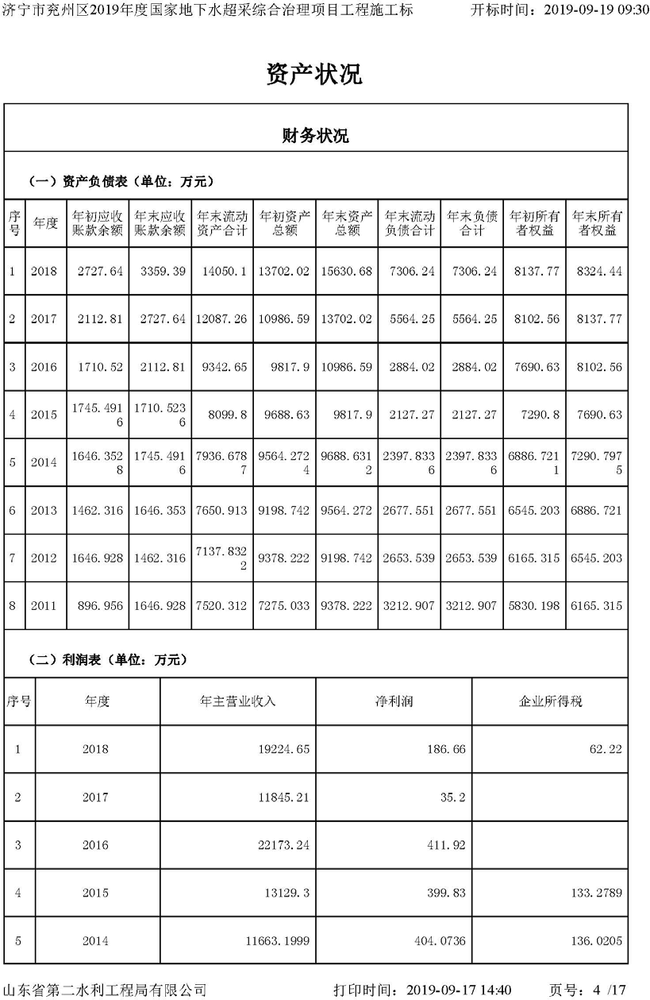 济宁市兖州区2019年度国家地下水超采综合治理项目工程施工标 开标时间：2019-09-19 09:30
资产状况
财务状况
（一）资产负债表（单位：万元）
序号 年度 年初应收账款余额 年末应收账款余额 年末流动资产合计 年初资产总额 年末资产总额 年末流动负债合计 年末负债合计 年初所有者权益 年末所有者权益
1 2018 2727.64 3359.39 14050.1 13702.02 15630.68 7306.24 7306.24 8137.77 8324.44
2 2017 2112.81 2727.64 12087.26 10986.59 13702.02 5564.25 5564.25 8102.56 8137.77
3 2016 1710.52 2112.81 9342.65 9817.9 10986.59 2884.02 2884.02 7690.63 8102.56
4 2015 1745.4916 1710.5236 8099.8 9688.63 9817.9 2127.27 2127.27 7290.8 7690.63
5 2014 1646.3528 1745.4916 7936.6787 9564.2724 9688.6312 2397.8336 2397.8336 6886.7211 7290.7975
6 2013 1462.316 1646.353 7650.913 9198.742 9564.272 2677.551 2677.551 6545.203 6886.721
7 2012 1646.928 1462.316 7137.8322 9378.222 9198.742 2653.539 2653.539 6165.315 6545.203
8 2011 896.956 1646.928 7520.312 7275.033 9378.222 3212.907 3212.907 5830.198 6165.315
（二）利润表（单位：万元）
序号 年度 年主营业收入 净利润 企业所得税
1 2018 19224.65 186.66 62.22
2 2017 11845.21 35.2
3 2016 22173.24 411.92
4 2015 13129.3 399.83 133.2789
5 2014 11663.1999 404.0736 136.0205
山东省第二水利工程局有限公司 打印时间：2019-09-17 14:40 页号：4 /17